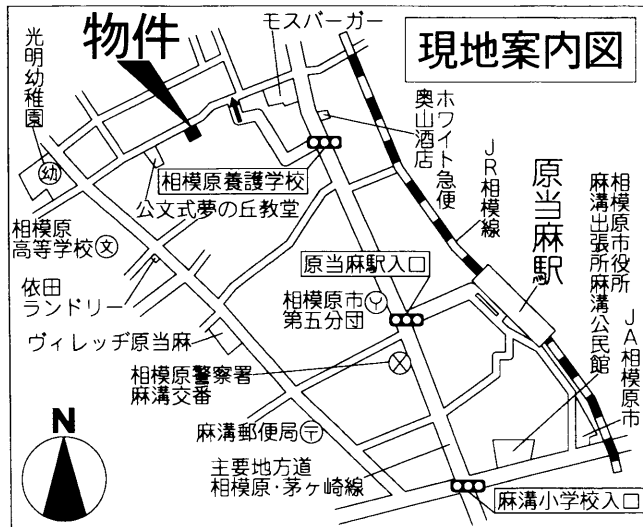 現地案内図
物件
モスバーガー
光明幼稚園
幼
ホワイト急便
奥山酒店
JR相模線
原当麻駅
相模原市役所
麻溝出張所麻溝公民館
JA相模原市
相模原養護学校
公文式夢の丘教室
相模原
高等学校文
原当麻駅入口
依田
ランドリー
相模原市
第五分団
ヴィレッヂ原当麻
相模原警察署
麻溝交番
麻溝郵便局〒
主要地方道
相模原・茅ヶ崎線
麻溝小学校入口
N